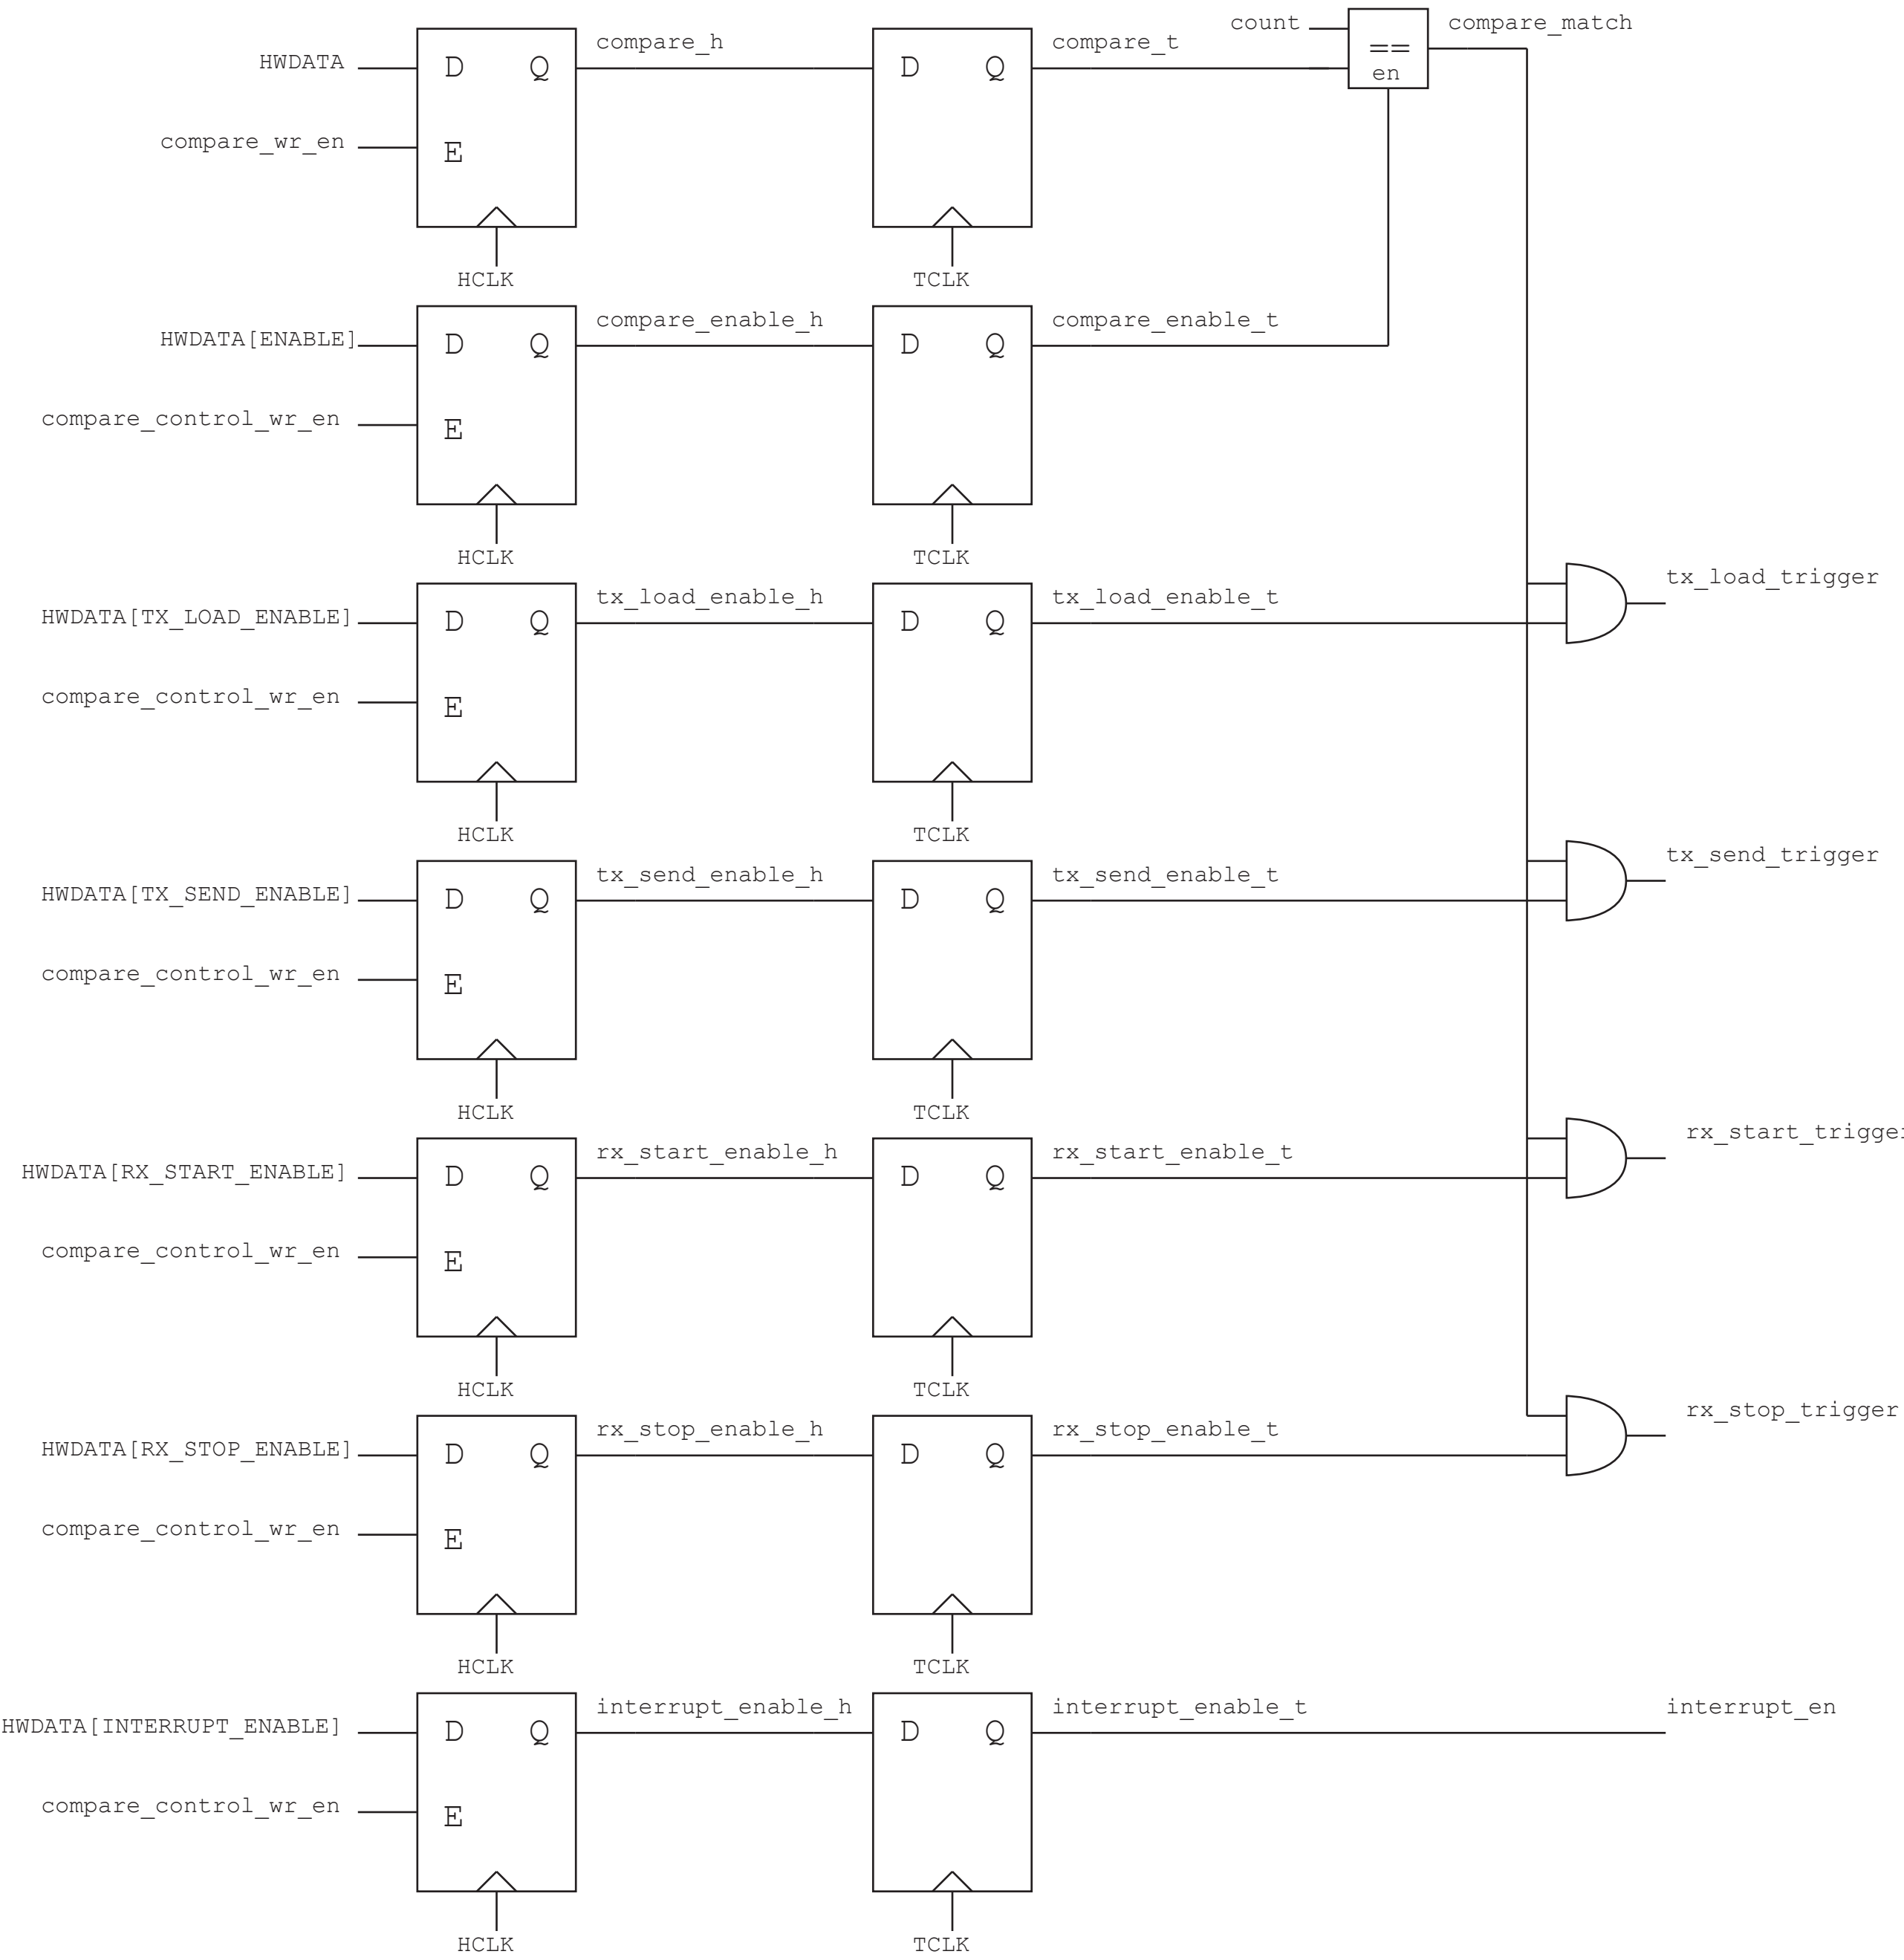 count compare_match
HWDATA D Q compare_h D Q compare_t ==
en
compare_wr_en E
HCLK TCLK
HWDATA[ENABLE] D Q compare_enable_h D Q compare_enable_t
compare_control_wr_en E
HCLK TCLK
HWDATA[TX_LOAD_ENABLE] D Q tx_load_enable_h D Q tx_load_enable_t tx_load_trigger
compare_control_wr_en E
HCLK TCLK
HWDATA[TX_SEND_ENABLE] D Q tx_send_enable_h D Q tx_send_enable_t tx_send_trigger
compare_control_wr_en E
HCLK TCLK
HWDATA[RX_START_ENABLE] D Q rx_start_enable_h D Q rx_start_enable_t rx_start_trigger
compare_control_wr_en E
HCLK TCLK
HWDATA[RX_STOP_ENABLE] D Q rx_stop_enable_h D Q rx_stop_enable_t rx_stop_trigger
compare_control_wr_en E
HCLK TCLK
HWDATA[INTERRUPT_ENABLE] D Q interrupt_enable_h D Q interrupt_enable_t interrupt_en
compare_control_wr_en E
HCLK TCLK